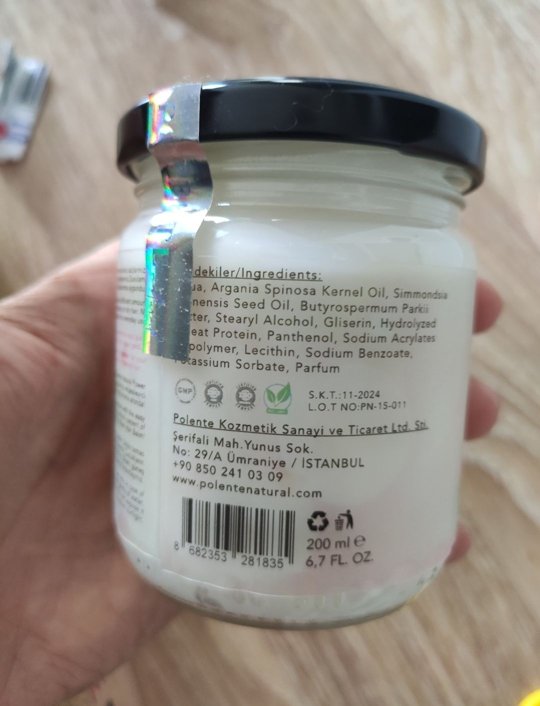 dekiler/Ingredients:
ua, Argania Spinosa Kernel Oil, Simmondsia
nensis Seed Oil, Butyrospermum Parkii
tter, Stearyl Alcohol, Gliserin, Hydrolyzed
eat Protein, Panthenol, Sodium Acrylates
polymer, Lecithin, Sodium Benzoate,
tassium Sorbate, Parfum
GMP
S.K.T.:11-2024
L.O.T NO:PN-15-011
Polente Kozmetik Sanayi ve Ticaret Ltd. Sti.
Şerifali Mah.Yunus Sok.
No: 29/A Ümraniye / İSTANBUL
+90 850 241 03 09
www.polentenatural.com
8 682353 281835
200 ml e
6,7 FL. OZ.